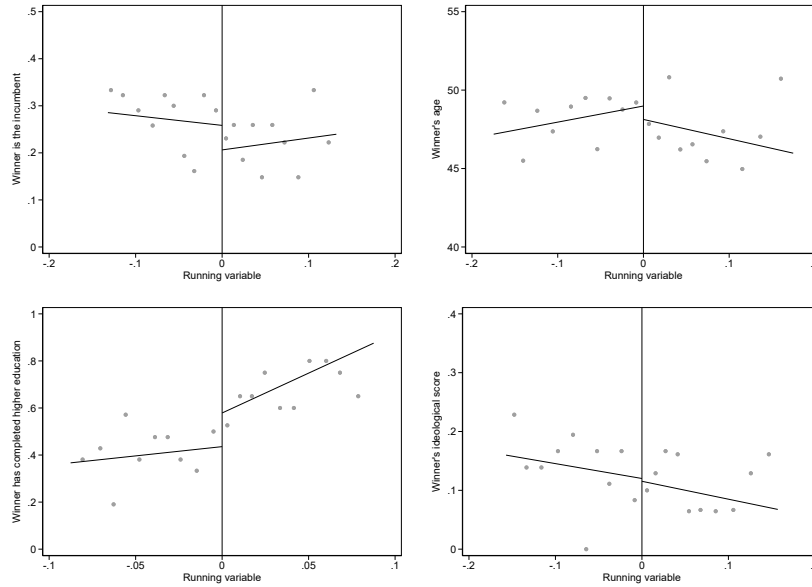 Winner is the incumbent
.5
.4
.3
.2
.1
0
-.2 -.1 0 .1 .2
Running variable
Winner's age
55
50
45
40
-.2 -.1 0 .1 .2
Running variable
Winner has completed higher education
1
.8
.6
.4
.2
0
-.1 -.05 0 .05 .1
Running variable
Winner's ideological score
.4
.3
.2
.1
0
-.2 -.1 0 .1 .2
Running variable